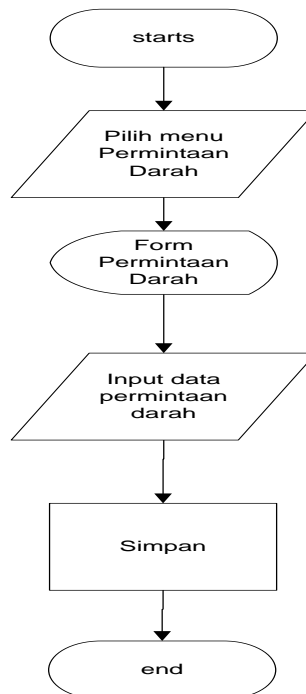 starts
Pilih menu
Permintaan
Darah
Form
Permintaan
Darah
Input data
permintaan
darah
Simpan
end